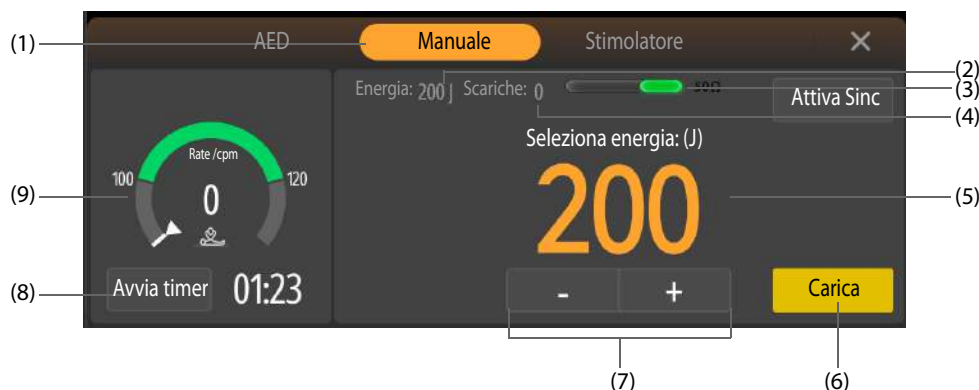 (1)
AED
Manuale
Stimolatore
Energia: 200 J
Scariche: 0
50Ω
(2)
(3)
(4)
Attiva Sinc
Seleziona energia: (J)
200
(5)
Rate /cpm
100
120
0
(9)
(8)
Avvia timer
01:23
-
+
Carica
(7)
(6)